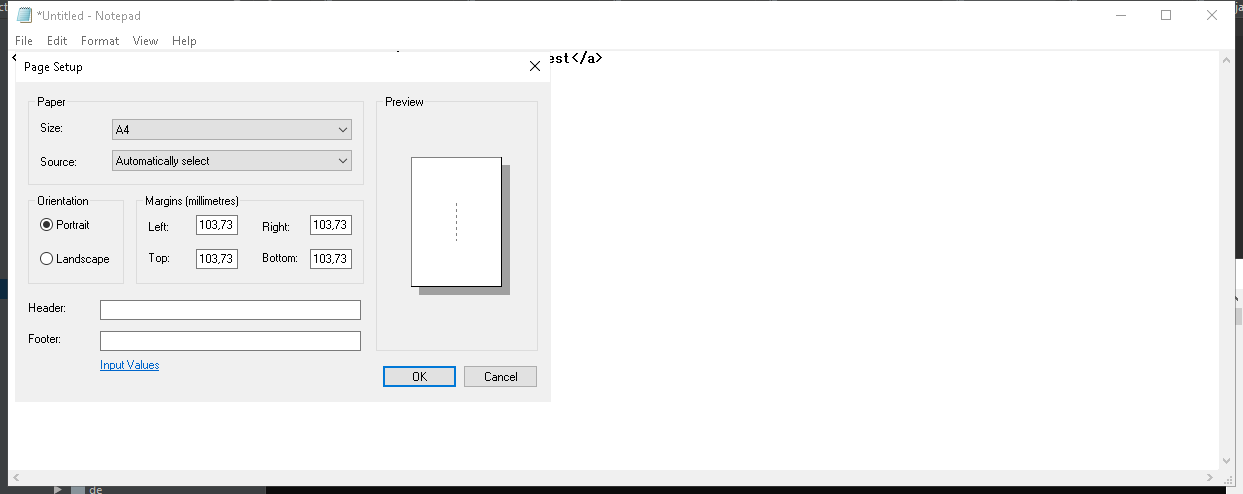 *Untitled - Notepad
File Edit Format View Help
est</a>
Page Setup
Paper
Size: A4
Source: Automatically select
Preview
Orientation
Portrait
Landscape
Margins (millimetres)
Left: 103,73 Right: 103,73
Top: 103,73 Bottom: 103,73
Header:
Footer:
Input Values
OK Cancel
de